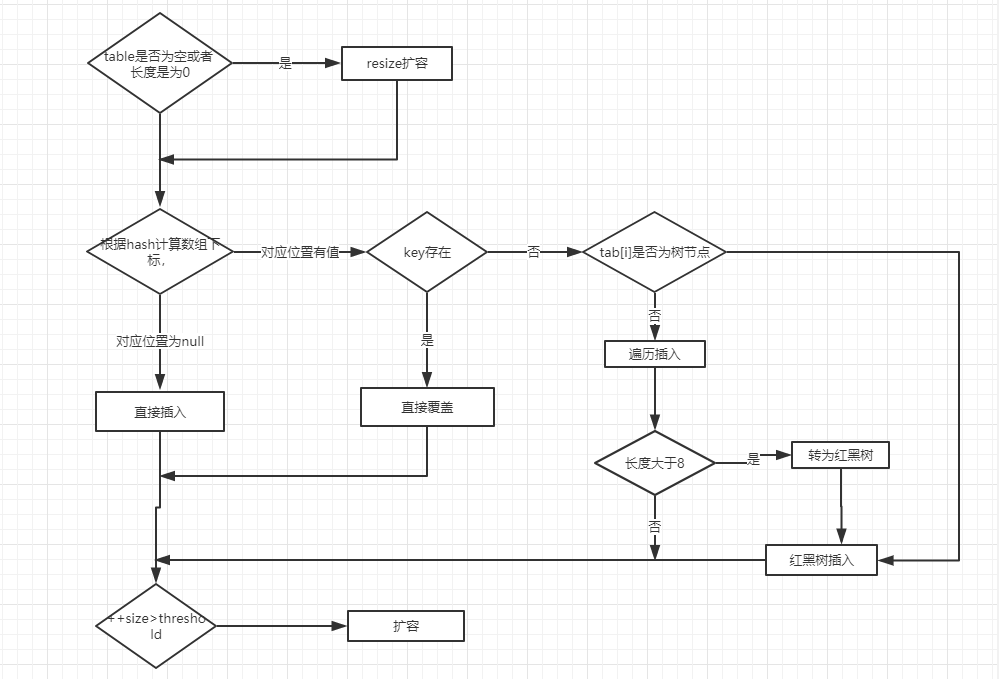 table是否为空或者
长度是为0
是
resize扩容
根据hash计算数组下
标,
对应位置有值
key存在
否
tab[i]是否为树节点
对应位置为null
是
否
遍历插入
直接插入
直接覆盖
长度大于8
是
转为红黑树
否
红黑树插入
++size>thresho
ld
扩容